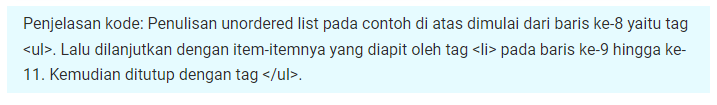 Penjelasan kode: Penulisan unordered list pada contoh di atas dimulai dari baris ke-8 yaitu tag
<ul>. Lalu dilanjutkan dengan item-itemnya yang diapit oleh tag <li> pada baris ke-9 hingga ke-
11. Kemudian ditutup dengan tag </ul>.